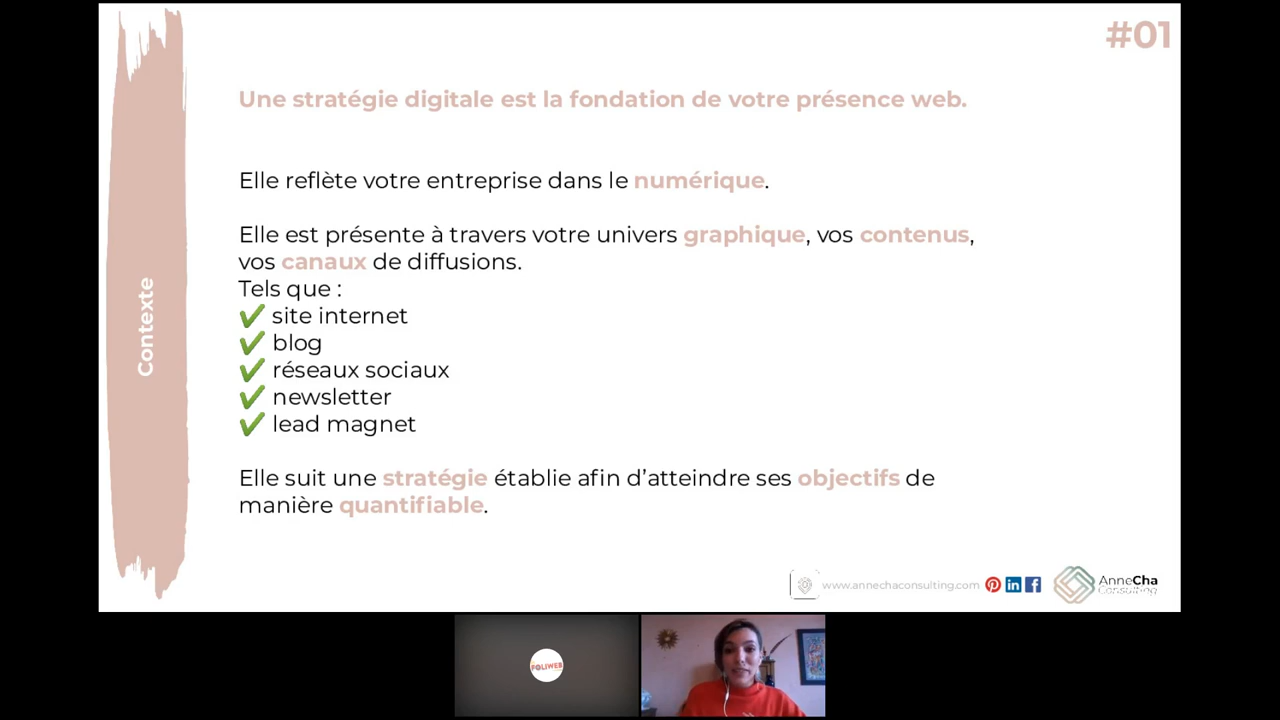 #01
Une stratégie digitale est la fondation de votre présence web.
Elle reflète votre entreprise dans le numérique.
Elle est présente à travers votre univers graphique, vos contenus,
vos canaux de diffusions.
Tels que :
✔ site internet
✔ blog
✔ réseaux sociaux
✔ newsletter
✔ lead magnet
Elle suit une stratégie établie afin d’atteindre ses objectifs de
manière quantifiable.
Contexte
www.annechaconsulting.com
AnneCha
Consulting
POLIWEB